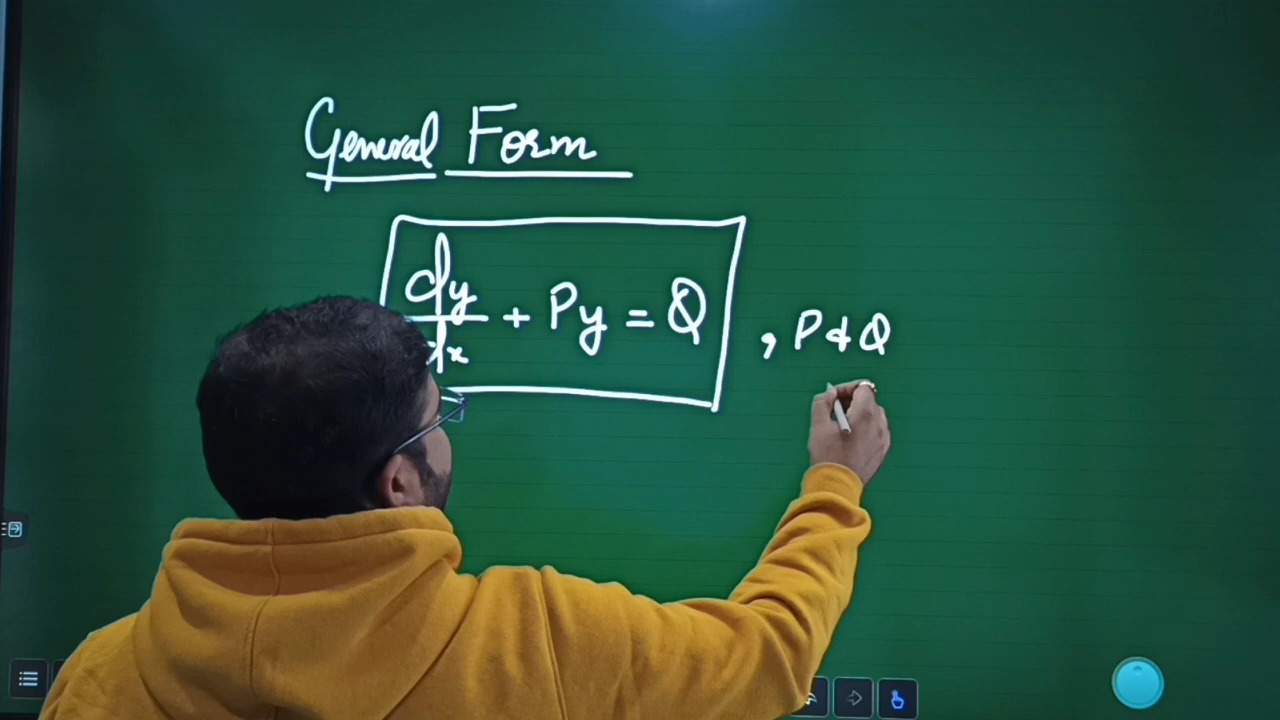 General Form
dy/dx + Py = Q , P & Q